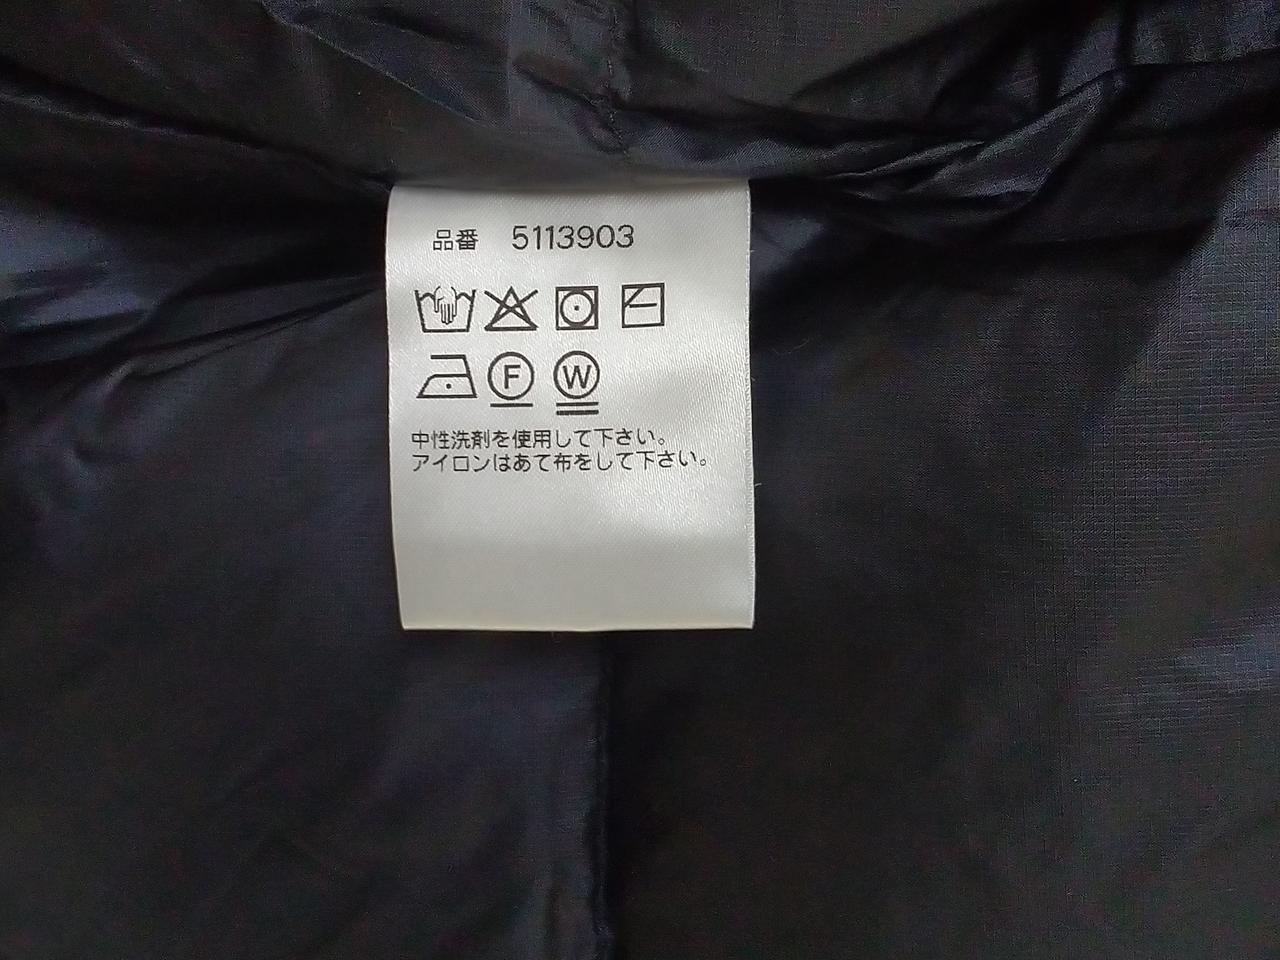 品番 5113903
F W
中性洗剤を使用して下さい。
アイロンはあて布をして下さい。